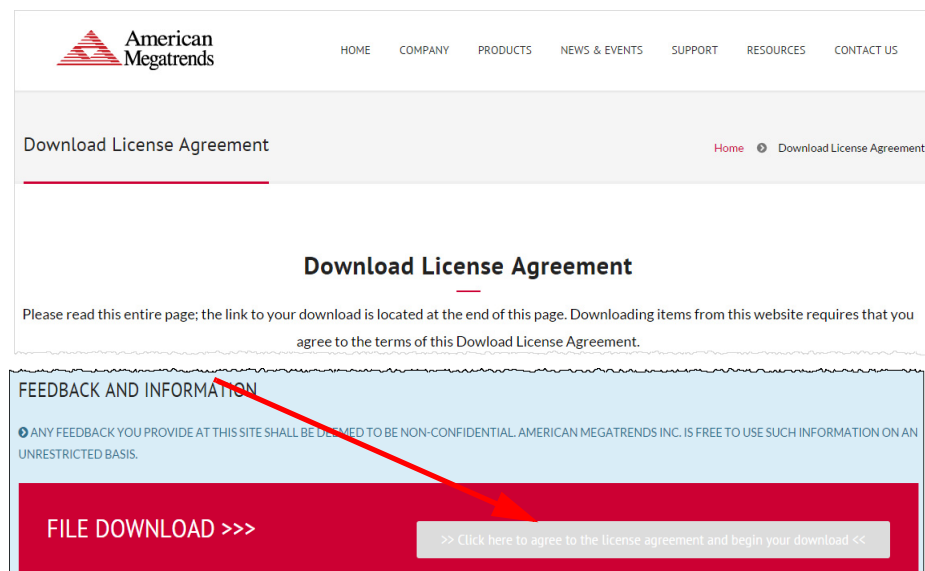 American
Megatrends
HOME COMPANY PRODUCTS NEWS & EVENTS SUPPORT RESOURCES CONTACT US
Download License Agreement
Home Download License Agreement
Download License Agreement
Please read this entire page; the link to your download is located at the end of this page. Downloading items from this website requires that you
agree to the terms of this Dowload License Agreement.
FEEDBACK AND INFORMATION
ANY FEEDBACK YOU PROVIDE AT THIS SITE SHALL BE DEEMED TO BE NON-CONFIDENTIAL. AMERICAN MEGATRENDS INC. IS FREE TO USE SUCH INFORMATION ON AN
UNRESTRICTED BASIS.
FILE DOWNLOAD >>>
>> Click here to agree to the license agreement and begin your download <<